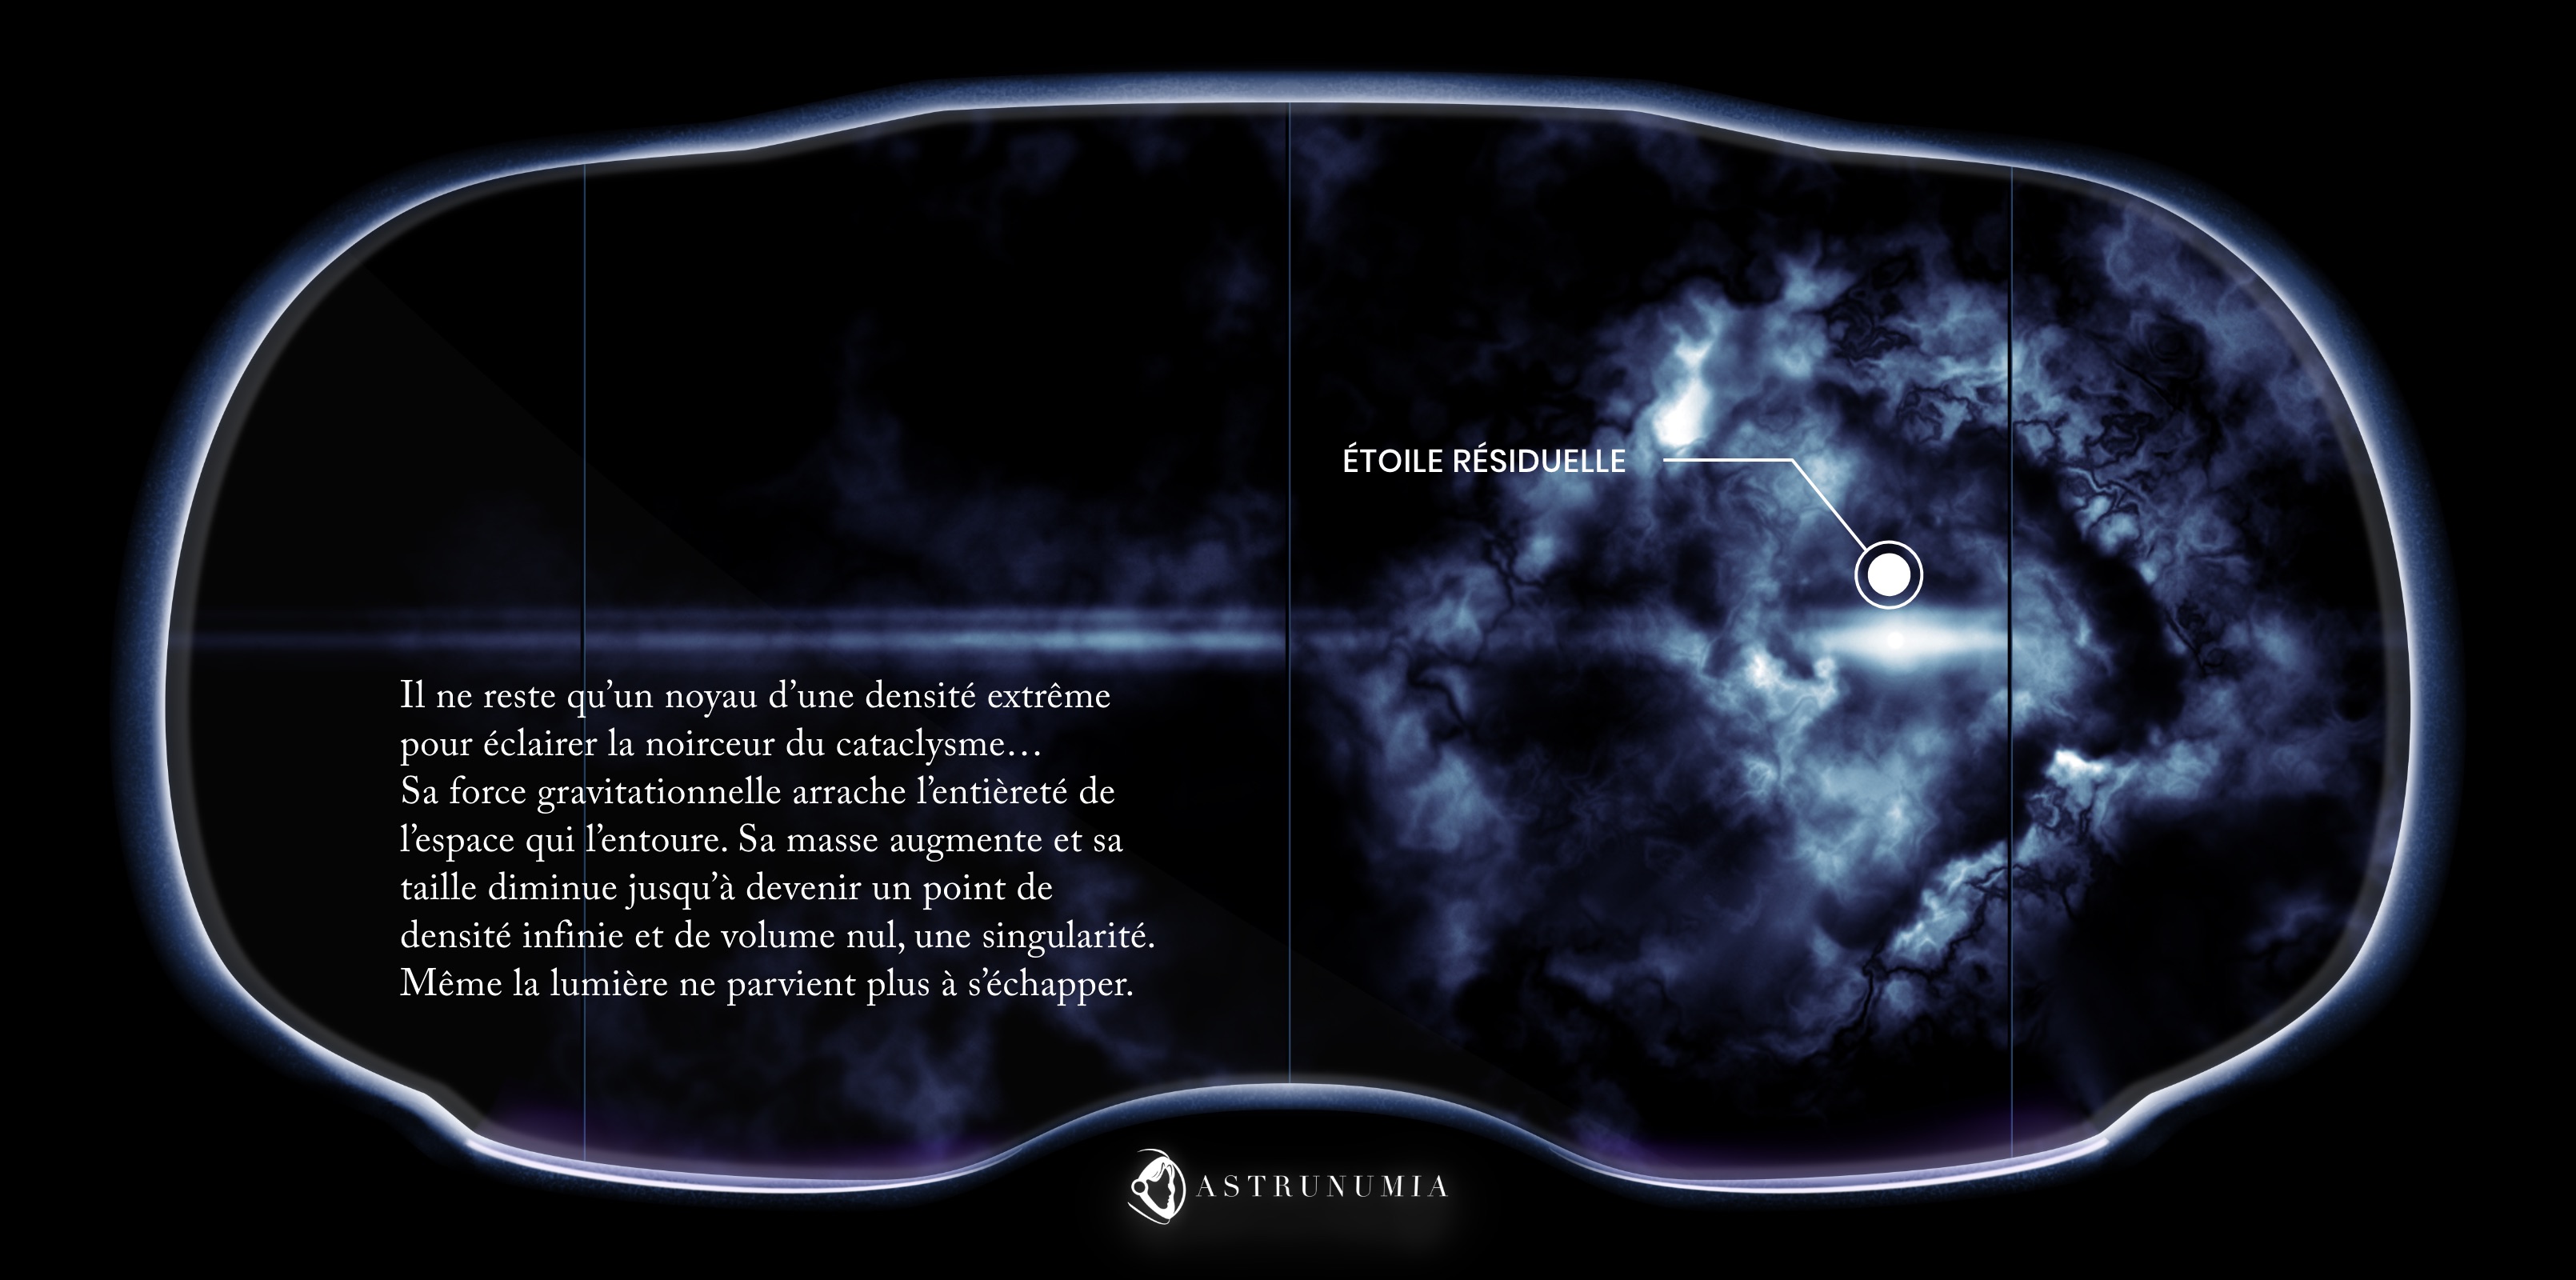 ÉTOILE RÉSIDUELLE
Il ne reste qu’un noyau d’une densité extrême
pour éclairer la noirceur du cataclysme…
Sa force gravitationnelle arrache l’entièreté de
l’espace qui l’entoure. Sa masse augmente et sa
taille diminue jusqu’à devenir un point de
densité infinie et de volume nul, une singularité.
Même la lumière ne parvient plus à s’échapper.
ASTRUNUMIA